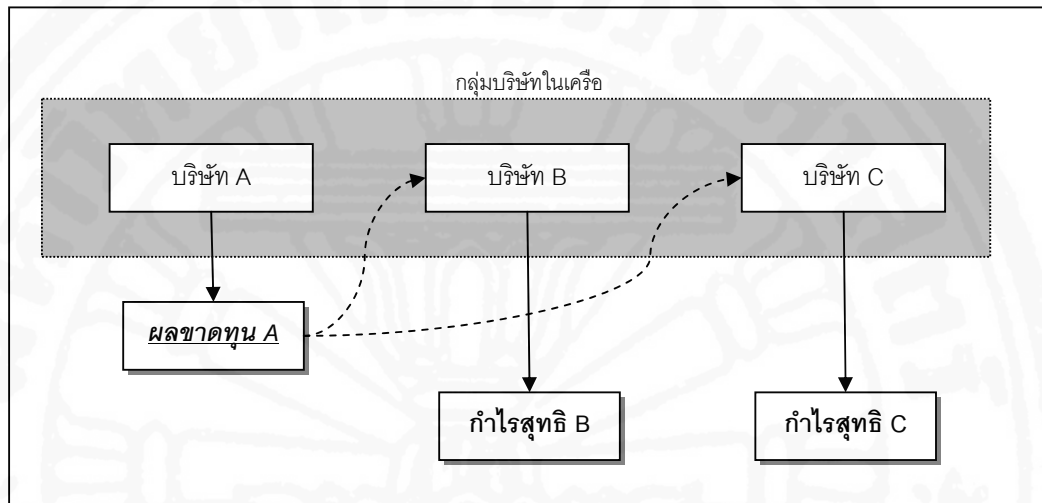 กลุ่มบริษัทในเครือ
บริษัท A
บริษัท B
บริษัท C
ผลขาดทุน A
กำไรสุทธิ B
กำไรสุทธิ C